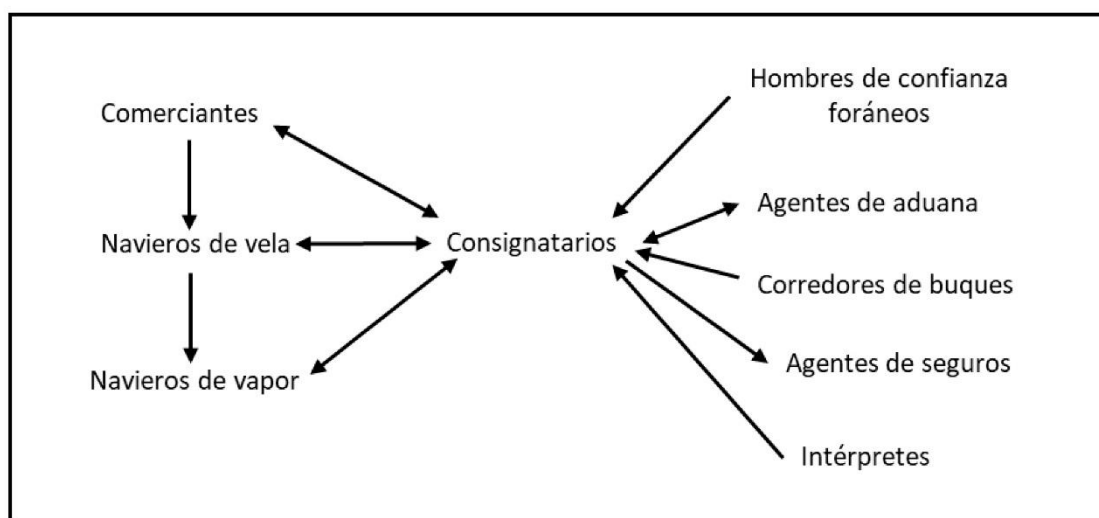 Comerciantes
Navieros de vela
Navieros de vapor
Consignatarios
Hombres de confianza
foráneos
Agentes de aduana
Corredores de buques
Agentes de seguros
Intérpretes